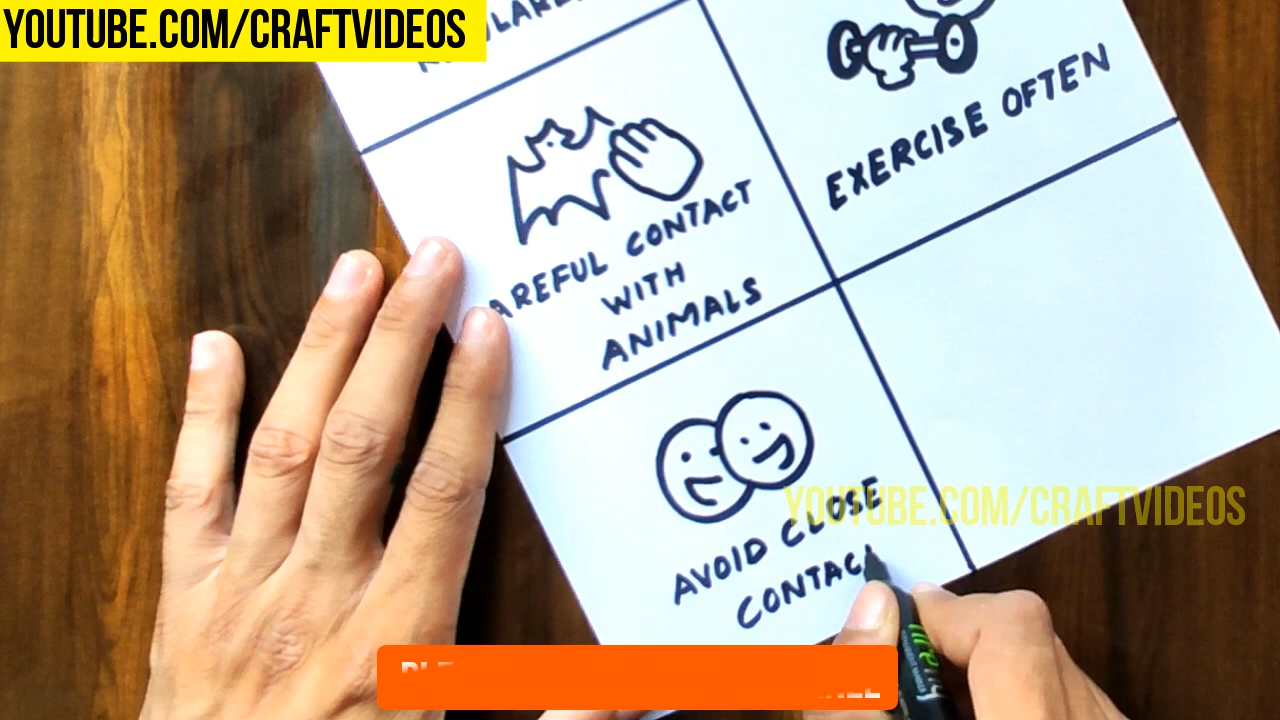 YOUTUBE.COM/CRAFTVIDEOS
EXERCISE OFTEN
AREFUL CONTACT
WITH
ANIMALS
AVOID CLOSE
CONTAC
YOUTUBE.COM/CRAFTVIDEOS